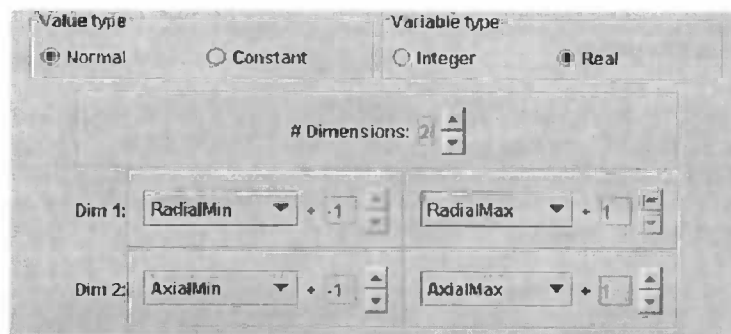 Value type
Variable type
Normal Constant Integer Real
# Dimensions: 2
Dim 1: RadialMin + -1 RadialMax + 1
Dim 2: AxialMin + -1 AxialMax + 1